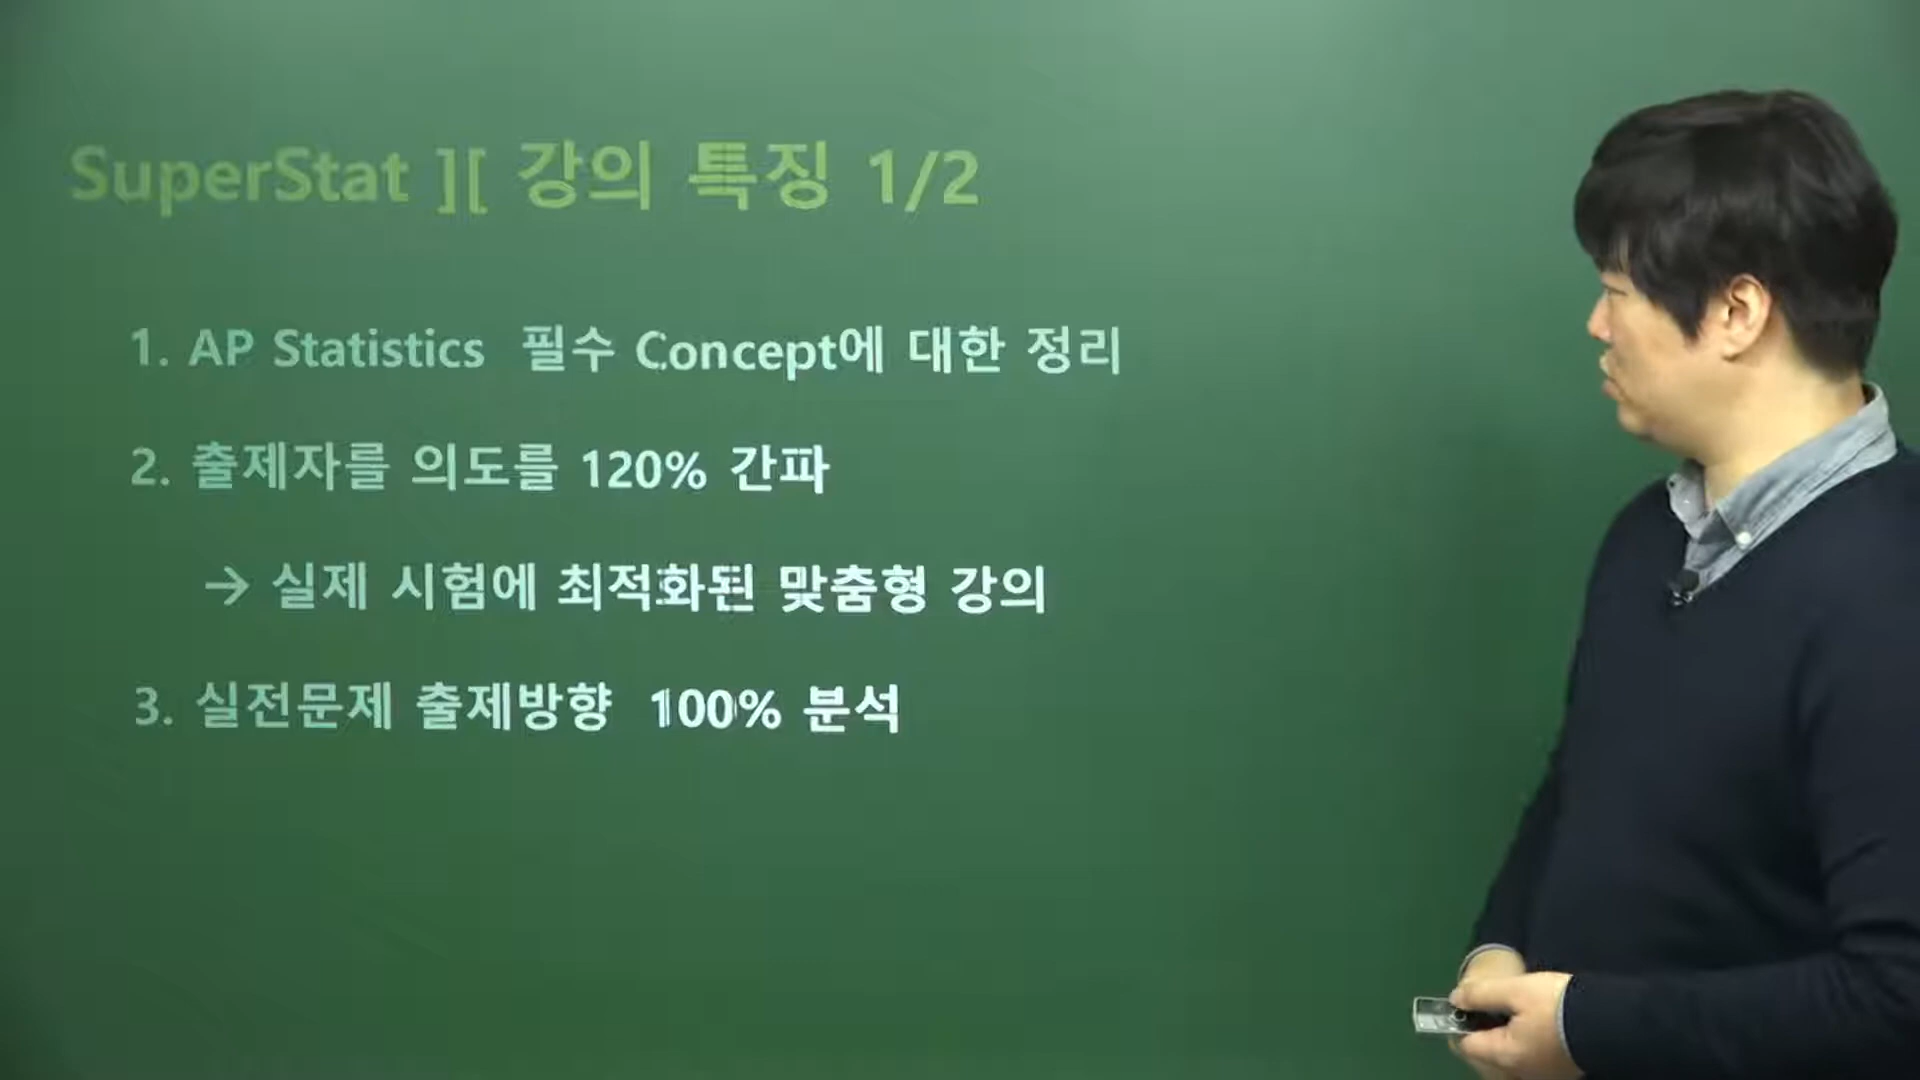 SuperStat ][ 강의 특징 1/2
1. AP Statistics 필수 Concept에 대한 정리
2. 출제자를 의도를 120% 간파
→ 실제 시험에 최적화된 맞춤형 강의
3. 실전문제 출제방향 100% 분석